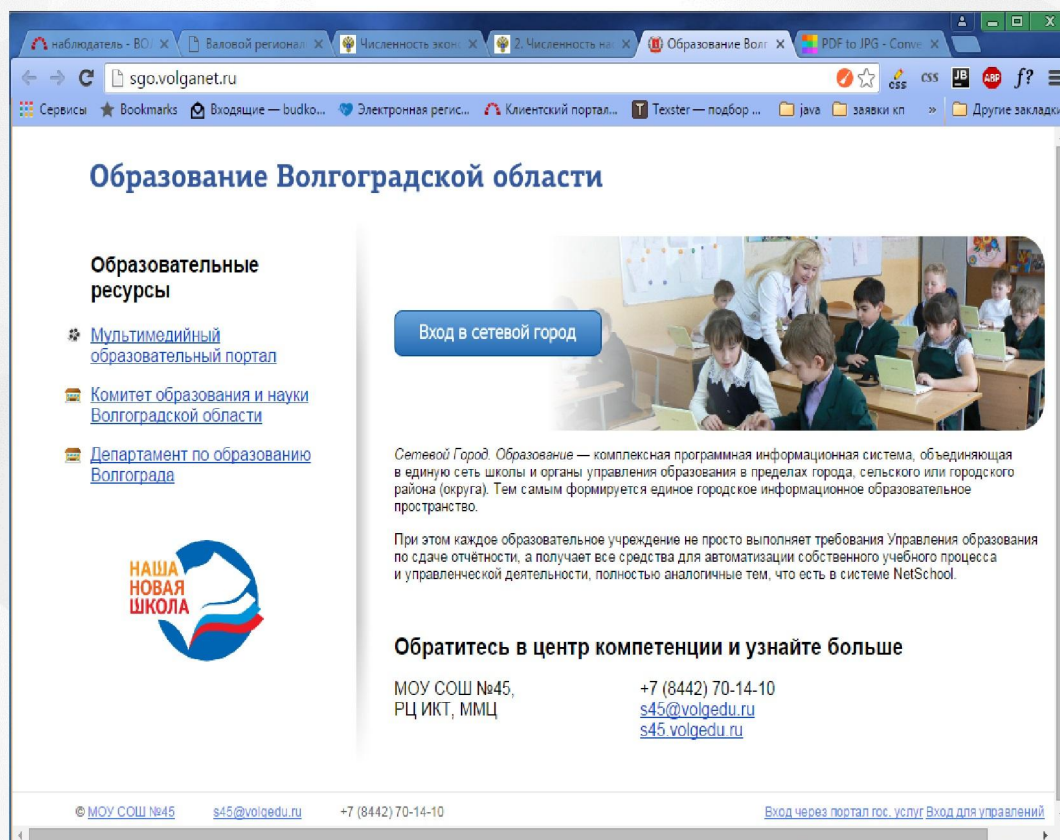 наблюдатель - ВО
Валовой регионал
Численность экон
2. Численность на
Образование Волг
PDF to JPG - Conve
sgo.volganet.ru
css
css
JB
ABP
f?
Сервисы
Bookmarks
Входящие — budko...
Электронная регис...
Клиентский портал...
Texster — подбор ...
java
заявки кп
»
Другие закладки
Образование Волгоградской области
Образовательные
ресурсы
Мультимедийный
образовательный портал
Комитет образования и науки
Волгоградской области
Департамент по образованию
Волгограда
НАША
НОВАЯ
ШКОЛА
Вход в сетевой город
Сетевой Город. Образование — комплексная программная информационная система, объединяющая
в единую сеть школы и органы управления образования в пределах города, сельского или городского
района (округа). Тем самым формируется единое городское информационное образовательное
пространство.
При этом каждое образовательное учреждение не просто выполняет требования Управления образования
по сдаче отчётности, а получает все средства для автоматизации собственного учебного процесса
и управленческой деятельности, полностью аналогичные тем, что есть в системе NetSchool.
Обратитесь в центр компетенции и узнайте больше
МОУ СОШ №45,
РЦ ИКТ, ММЦ
+7 (8442) 70-14-10
s45@volgedu.ru
s45.volgedu.ru
© МОУ СОШ №45 s45@volgedu.ru +7 (8442) 70-14-10 Вход через портал гос. услуг Вход для управлений